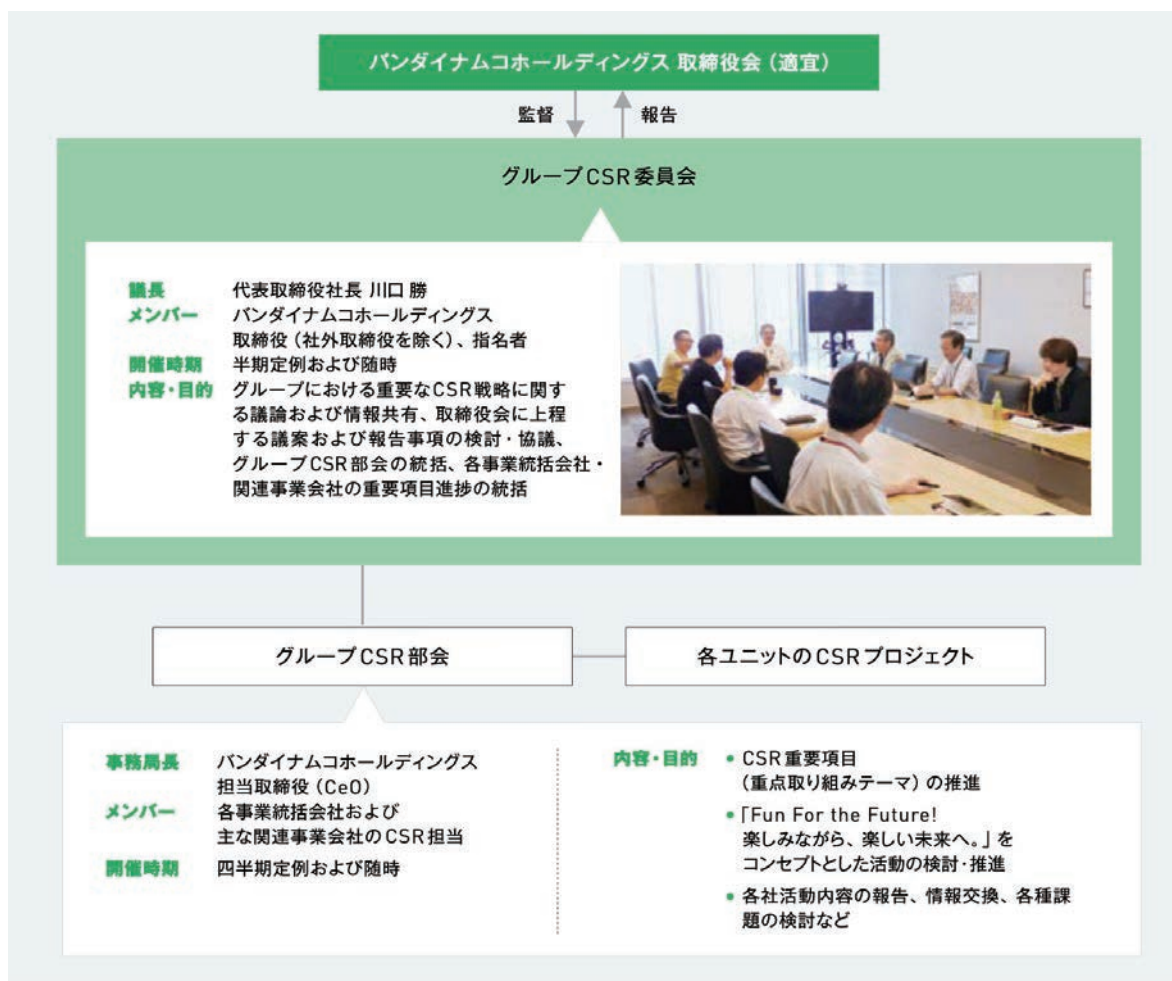 バンダイナムコホールディングス 取締役会（適宜）
監督
報告
グループCSR委員会
議長 代表取締役社長 川口 勝
メンバー バンダイナムコホールディングス
取締役（社外取締役を除く）、指名者
開催時期 半期定例および随時
内容・目的 グループにおける重要なCSR戦略に関す
る議論および情報共有、取締役会に上程
する議案および報告事項の検討・協議、
グループCSR部会の統括、各事業統括会社・
関連事業会社の重要項目進捗の統括
グループCSR部会
各ユニットのCSRプロジェクト
事務局長 バンダイナムコホールディングス
担当取締役（CeO）
メンバー 各事業統括会社および
主な関連事業会社のCSR担当
開催時期 四半期定例および随時
内容・目的 • CSR重要項目
（重点取り組みテーマ）の推進
• 「Fun For the Future!
楽しみながら、楽しい未来へ。」を
コンセプトとした活動の検討・推進
• 各社活動内容の報告、情報交換、各種課
題の検討など